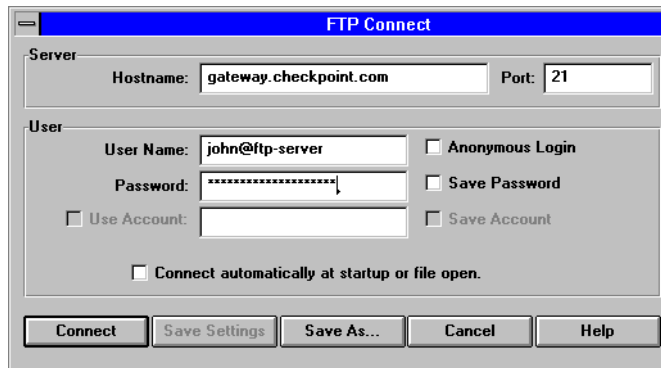 FTP Connect
Server
Hostname: gateway.checkpoint.com Port: 21
User
User Name: john@ftp-server Anonymous Login
Password: ******************** Save Password
Use Account: Save Account
Connect automatically at startup or file open.
Connect Save Settings Save As... Cancel Help